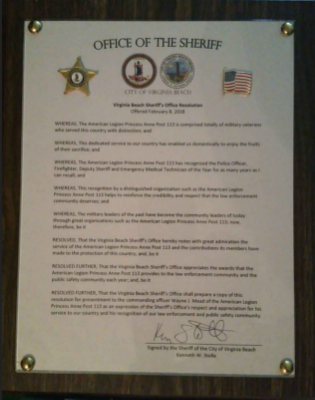 OFFICE OF THE SHERIFF
CITY OF VIRGINIA BEACH
Virginia Beach Sheriff's Office Resolution
Offered February 8, 2018
WHEREAS, The American Legion Princess Anne Post 113 is comprised totally of military veterans
who served the country with distinction; and
WHEREAS, This dedicated service to our country has enabled us domestically to enjoy the fruits
of their sacrifice; and
WHEREAS, The American Legion Princess Anne Post 113 has recognized the Police Officer,
Firefighter, Deputy Sheriff and Emergency Medical Technician of the Year for as many years as I
can recall; and
WHEREAS, The recognition by a distinguished organization such as the American Legion
Princess Anne Post 113 helps to reinforce the credibility and respect that the law enforcement
community deserves; and
WHEREAS, The military leaders of the past have become the community leaders of today
through great organizations such as the American Legion Princess Anne Post 113; now,
therefore, be it
RESOLVED, That the Virginia Beach Sheriff's Office hereby notes with great admiration the
service of the American Legion Princess Anne Post 113 and the contributions its members have
made to the protection of this country; and, be it
RESOLVED FURTHER, That the Virginia Beach Sheriff's Office appreciates the awards that the
American Legion Princess Anne Post 113 provides to the law enforcement community and the
public safety community each year; and, be it
RESOLVED FURTHER, That the Virginia Beach Sheriff's Office shall prepare a copy of this
resolution for presentment to the commanding officer Wayne J. Mood of the American Legion
Princess Anne Post 113 as an expression of the Sheriff's Office's respect and appreciation for his
service to our country and his recognition of our law enforcement and public safety community
Signed by the Sheriff of the City of Virginia Beach
Kenneth W. Stolle